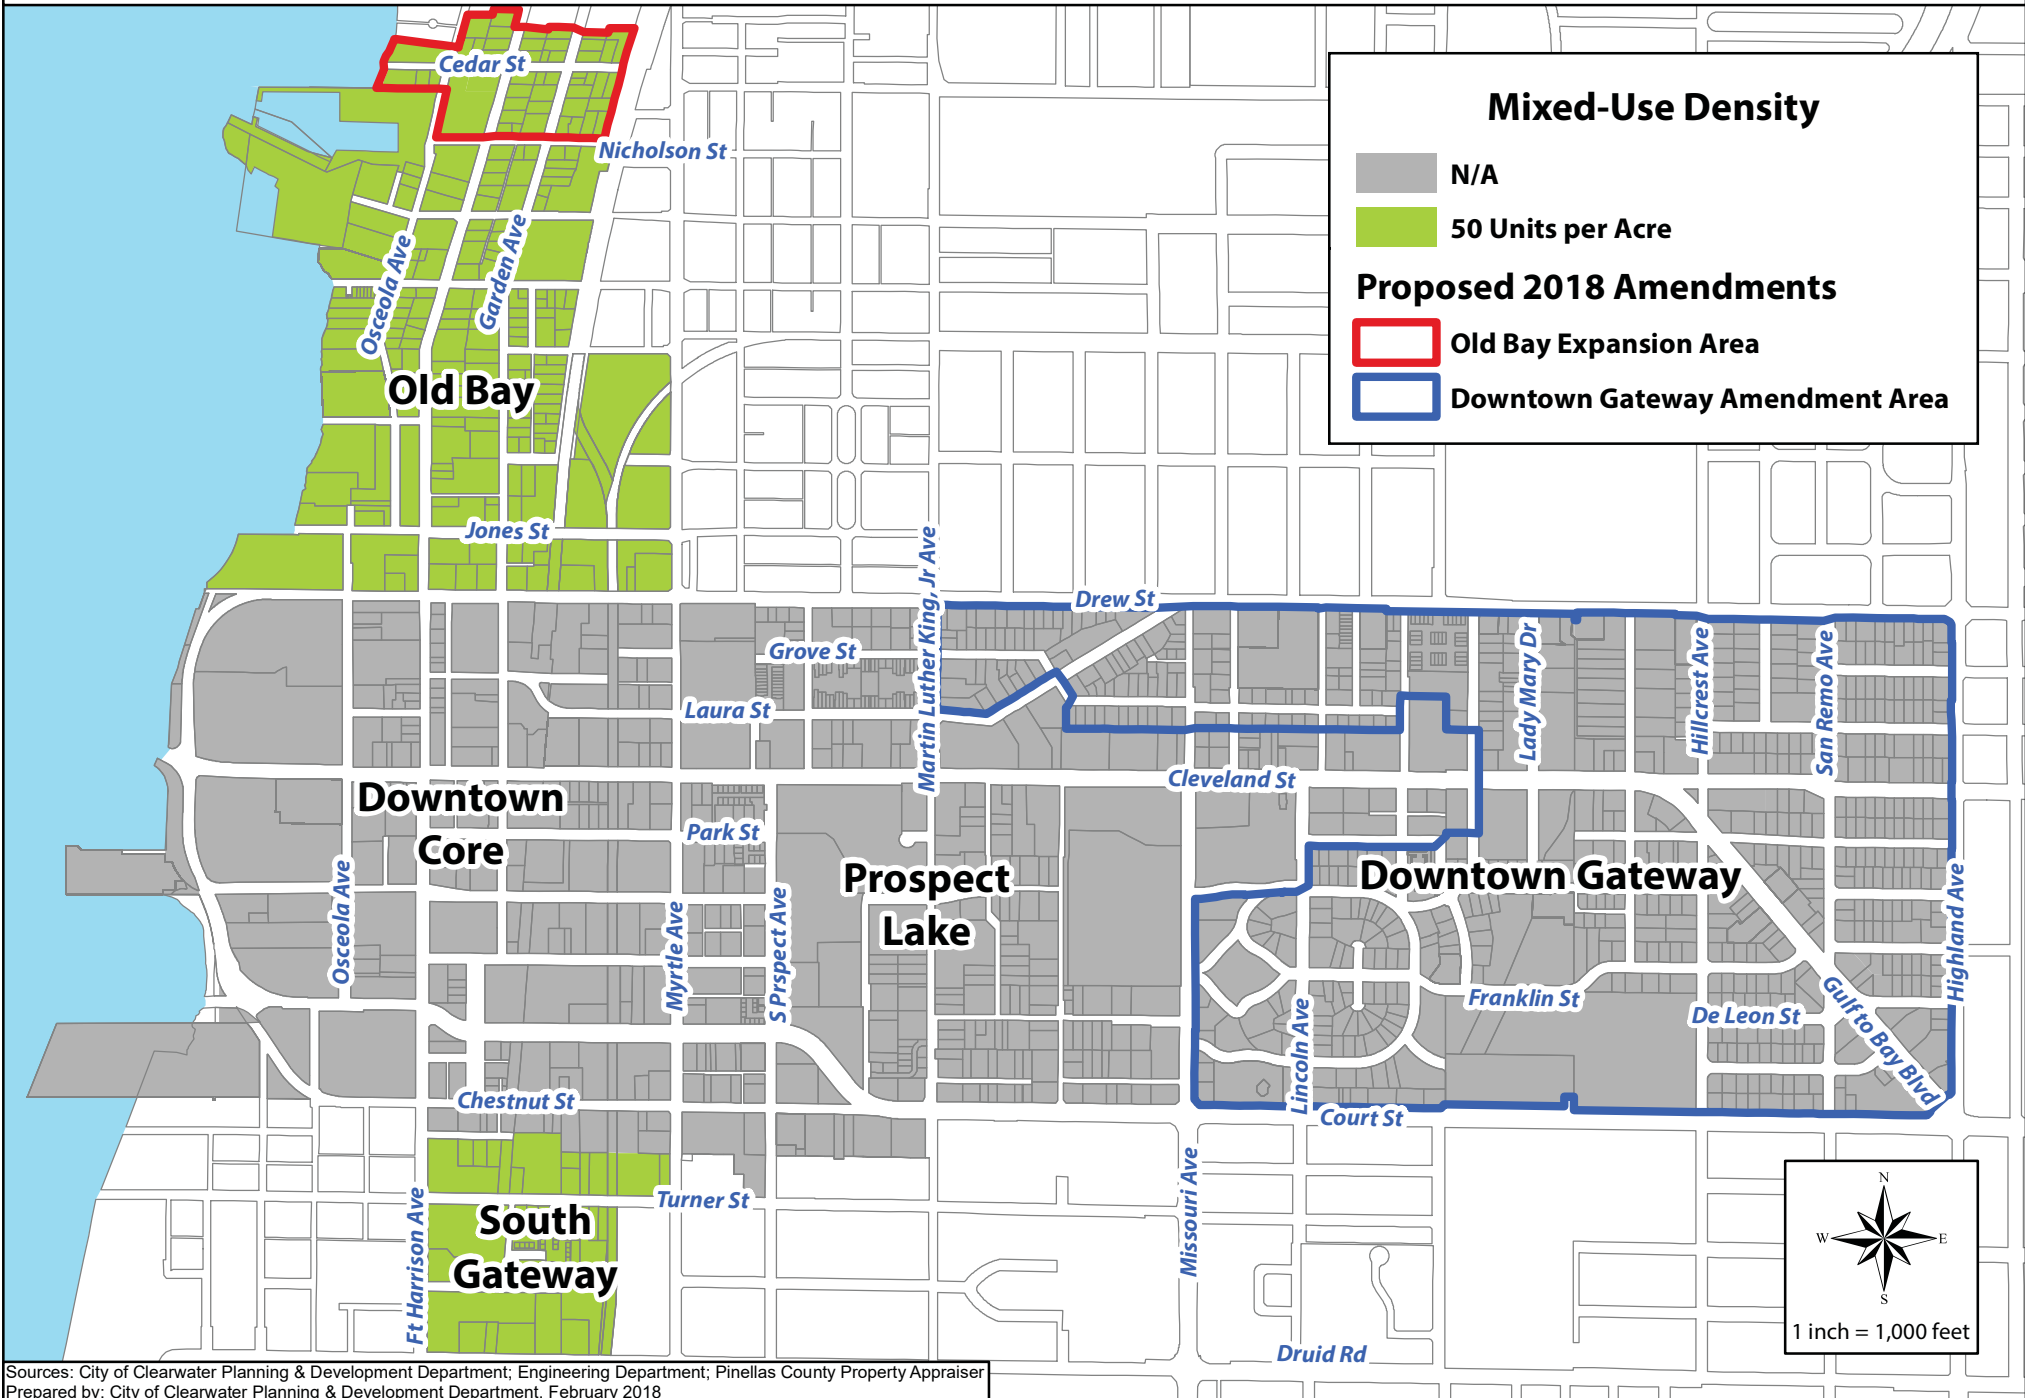 Cedar St
Nicholson St
Mixed-Use Density
N/A
50 Units per Acre
Proposed 2018 Amendments
Old Bay Expansion Area
Downtown Gateway Amendment Area
Osceola Ave
Garden Ave
Old Bay
Jones St
Martin Luther King, Jr Ave
Drew St
Grove St
Laura St
Lady Mary Dr
Hillcrest Ave
San Remo Ave
Cleveland St
Downtown
Core
Park St
Prospect
Lake
Downtown Gateway
Osceola Ave
Myrtle Ave
S Prspect Ave
Highland Ave
Franklin St
De Leon St
Gulf to Bay Blvd
Lincoln Ave
Chestnut St
Court St
Ft Harrison Ave
Turner St
Missouri Ave
South
Gateway
Druid Rd
N
W
E
S
1 inch = 1,000 feet
Sources: City of Clearwater Planning & Development Department; Engineering Department; Pinellas County Property Appraiser
Prepared by: City of Clearwater Planning & Development Department, February 2018